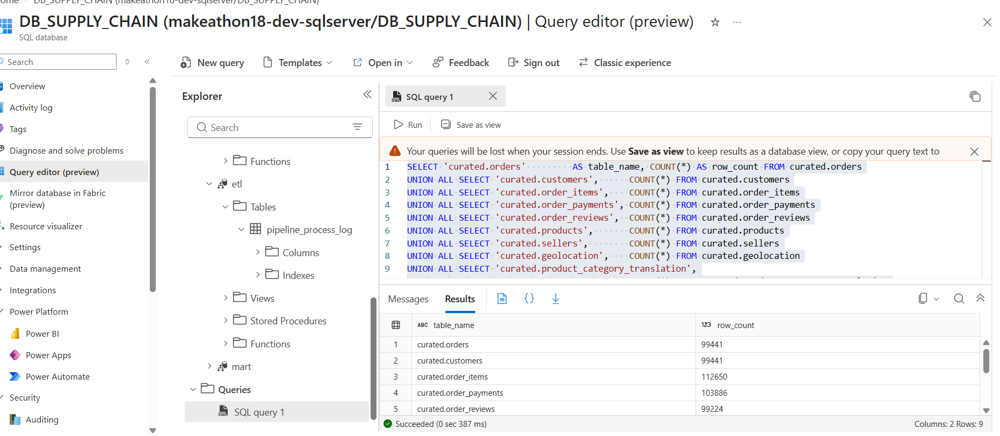 Home > DB_SUPPLY_CHAIN (makeathon18-dev-sqlserver/DB_SUPPLY_CHAIN)
DB_SUPPLY_CHAIN (makeathon18-dev-sqlserver/DB_SUPPLY_CHAIN) | Query editor (preview)
SQL database
Search
Overview
Activity log
Tags
Diagnose and solve problems
Query editor (preview)
Mirror database in Fabric
(preview)
Resource visualizer
Settings
Data management
Integrations
Power Platform
Power BI
Power Apps
Power Automate
Security
Auditing
New query
Templates
Open in
Feedback
Sign out
Classic experience
Explorer
Search
Functions
etl
Tables
pipeline_process_log
Columns
Indexes
Views
Stored Procedures
Functions
mart
Queries
SQL query 1
SQL query 1
Run
Save as view
Your queries will be lost when your session ends. Use Save as view to keep results as a database view, or copy your query text to
1 SELECT 'curated.orders' AS table_name, COUNT(*) AS row_count FROM curated.orders
2 UNION ALL SELECT 'curated.customers', COUNT(*) FROM curated.customers
3 UNION ALL SELECT 'curated.order_items', COUNT(*) FROM curated.order_items
4 UNION ALL SELECT 'curated.order_payments', COUNT(*) FROM curated.order_payments
5 UNION ALL SELECT 'curated.order_reviews', COUNT(*) FROM curated.order_reviews
6 UNION ALL SELECT 'curated.products', COUNT(*) FROM curated.products
7 UNION ALL SELECT 'curated.sellers', COUNT(*) FROM curated.sellers
8 UNION ALL SELECT 'curated.geolocation', COUNT(*) FROM curated.geolocation
9 UNION ALL SELECT 'curated.product_category_translation',
Messages
Results
ABC table_name 123 row_count
1 curated.orders 99441
2 curated.customers 99441
3 curated.order_items 112650
4 curated.order_payments 103886
5 curated.order_reviews 99224
Succeeded (0 sec 387 ms)
Columns: 2 Rows: 9